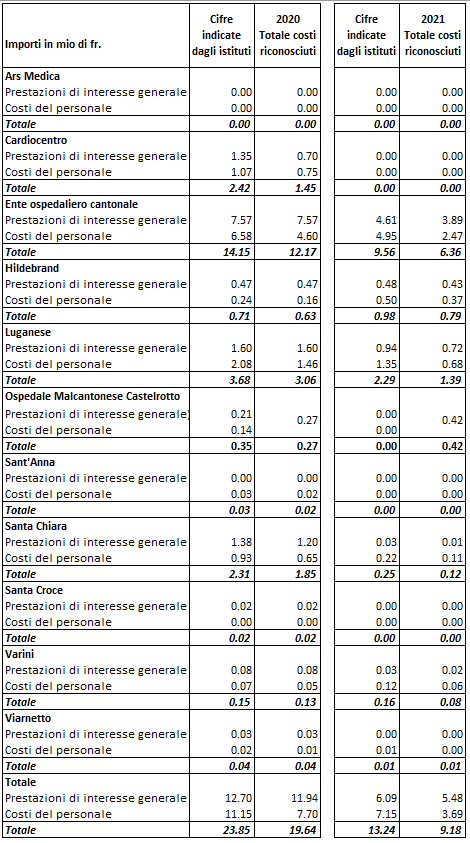 Importi in mio di fr. Cifre indicate dagli istituti 2020 Totale costi riconosciuti Cifre indicate dagli istituti 2021 Totale costi riconosciuti
Ars Medica
Prestazioni di interesse generale 0.00 0.00 0.00 0.00
Costi del personale 0.00 0.00 0.00 0.00
Totale 0.00 0.00 0.00 0.00
Cardiocentro
Prestazioni di interesse generale 1.35 0.70 0.00 0.00
Costi del personale 1.07 0.75 0.00 0.00
Totale 2.42 1.45 0.00 0.00
Ente ospedaliero cantonale
Prestazioni di interesse generale 7.57 7.57 4.61 3.89
Costi del personale 6.58 4.60 4.95 2.47
Totale 14.15 12.17 9.56 6.36
Hildebrand
Prestazioni di interesse generale 0.47 0.47 0.48 0.43
Costi del personale 0.24 0.16 0.50 0.37
Totale 0.71 0.63 0.98 0.79
Luganese
Prestazioni di interesse generale 1.60 1.60 0.94 0.72
Costi del personale 2.08 1.46 1.35 0.68
Totale 3.68 3.06 2.29 1.39
Ospedale Malcantonese Castelrotto
Prestazioni di interesse generale) 0.21 0.27 0.00 0.42
Costi del personale 0.14 0.00
Totale 0.35 0.27 0.00 0.42
Sant'Anna
Prestazioni di interesse generale 0.00 0.00 0.00 0.00
Costi del personale 0.03 0.02 0.00 0.00
Totale 0.03 0.02 0.00 0.00
Santa Chiara
Prestazioni di interesse generale 1.38 1.20 0.03 0.01
Costi del personale 0.93 0.65 0.22 0.11
Totale 2.31 1.85 0.25 0.12
Santa Croce
Prestazioni di interesse generale 0.02 0.02 0.00 0.00
Costi del personale 0.00 0.00 0.00 0.00
Totale 0.02 0.02 0.00 0.00
Varini
Prestazioni di interesse generale 0.08 0.08 0.03 0.02
Costi del personale 0.07 0.05 0.12 0.06
Totale 0.15 0.13 0.16 0.08
Viarnetto
Prestazioni di interesse generale 0.03 0.03 0.00 0.00
Costi del personale 0.02 0.01 0.01 0.00
Totale 0.04 0.04 0.01 0.01
Totale
Prestazioni di interesse generale 12.70 11.94 6.09 5.48
Costi del personale 11.15 7.70 7.15 3.69
Totale 23.85 19.64 13.24 9.18